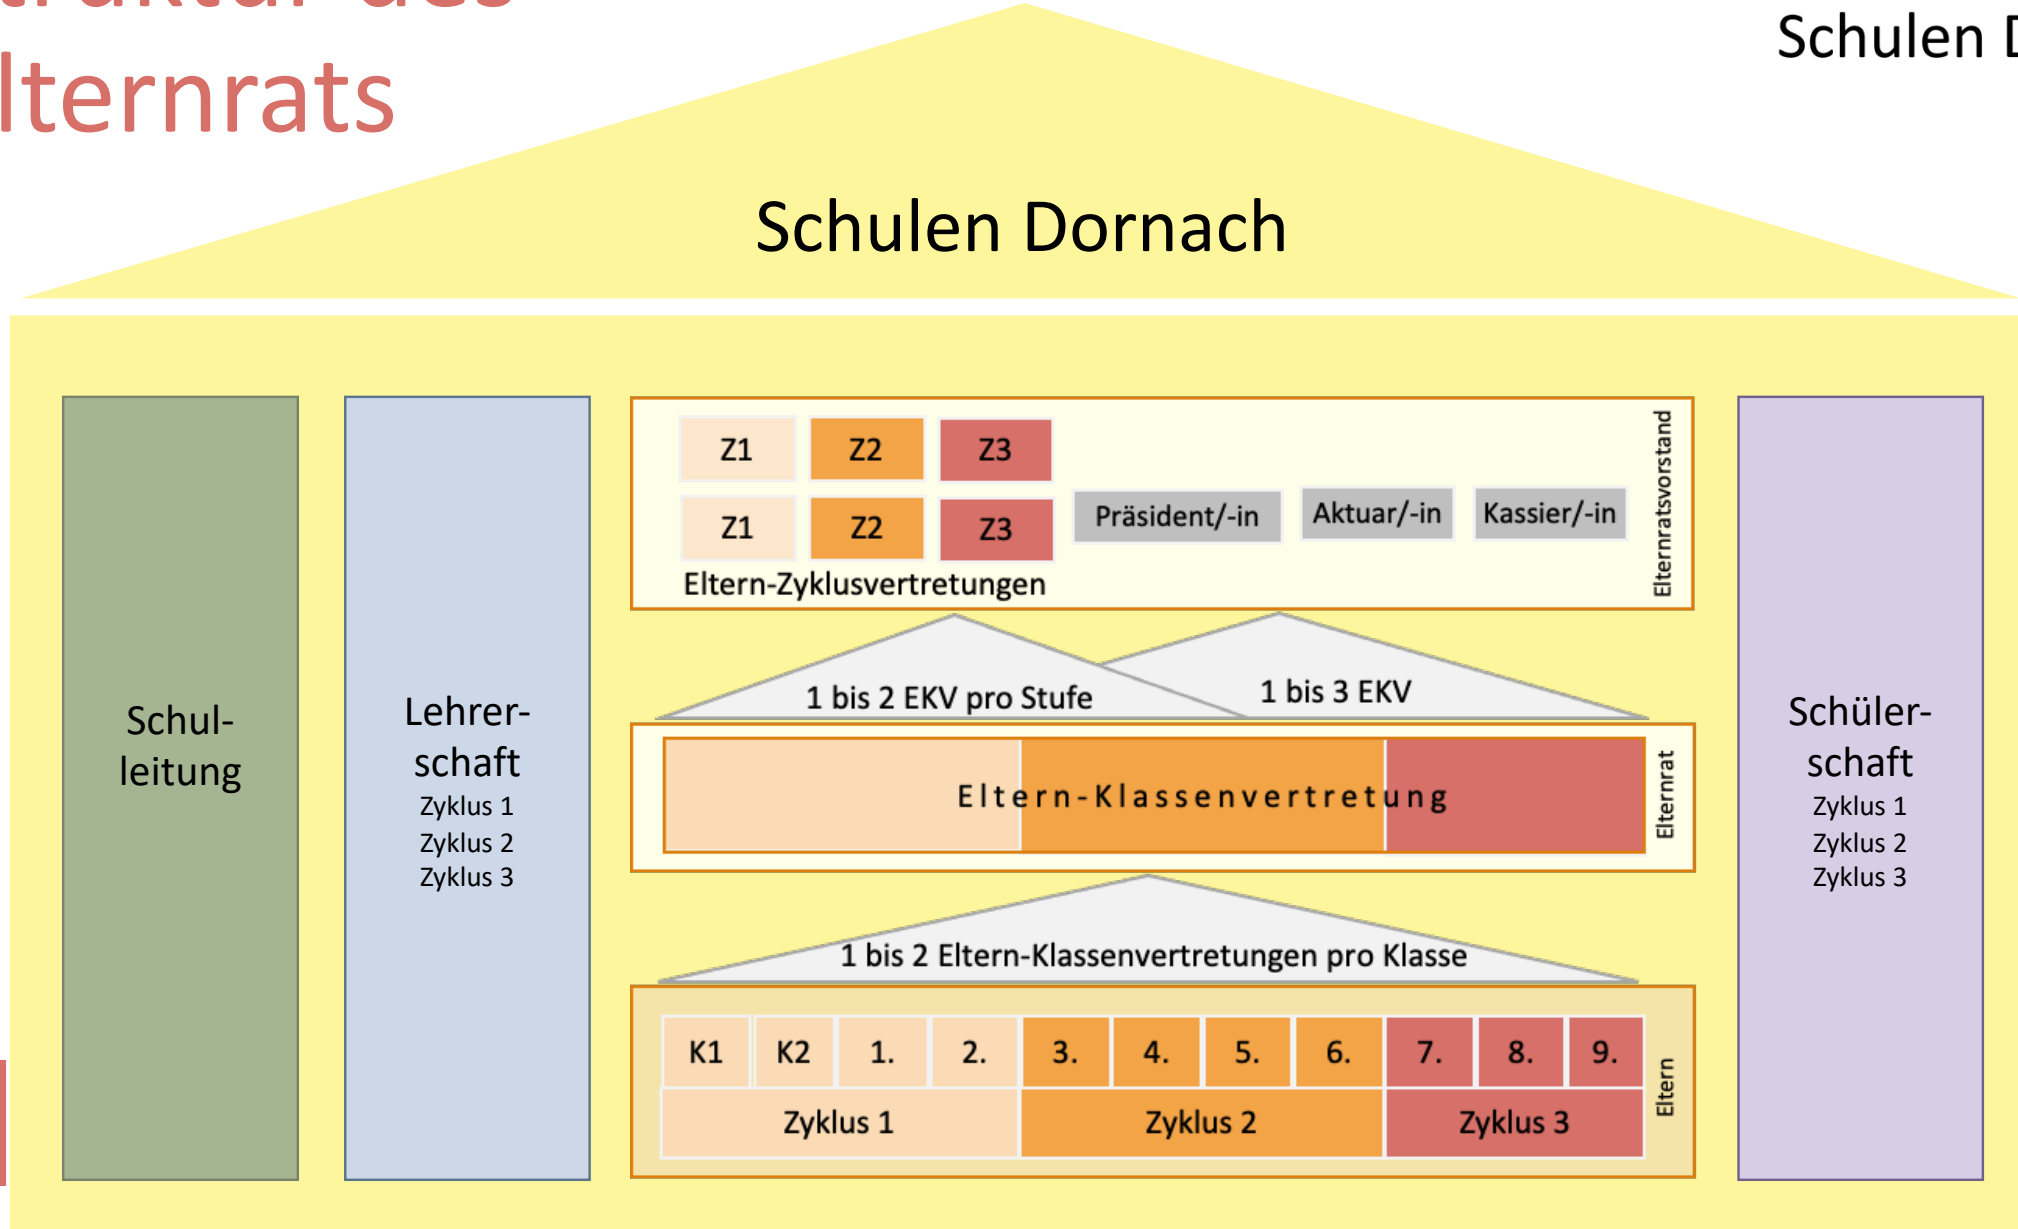 truktur des
lternrats
Schulen D
Schulen Dornach
Schul-
leitung
Lehrer-
schaft
Zyklus 1
Zyklus 2
Zyklus 3
Z1 Z2 Z3
Z1 Z2 Z3
Präsident/-in Aktuar/-in Kassier/-in
Eltern-Zyklusvertretungen
Elternratsvorstand
1 bis 2 EKV pro Stufe
1 bis 3 EKV
Eltern-Klassenvertretung
Elternrat
1 bis 2 Eltern-Klassenvertretungen pro Klasse
K1 K2 1. 2. 3. 4. 5. 6. 7. 8. 9.
Zyklus 1 Zyklus 2 Zyklus 3
Eltern
Schüler-
schaft
Zyklus 1
Zyklus 2
Zyklus 3